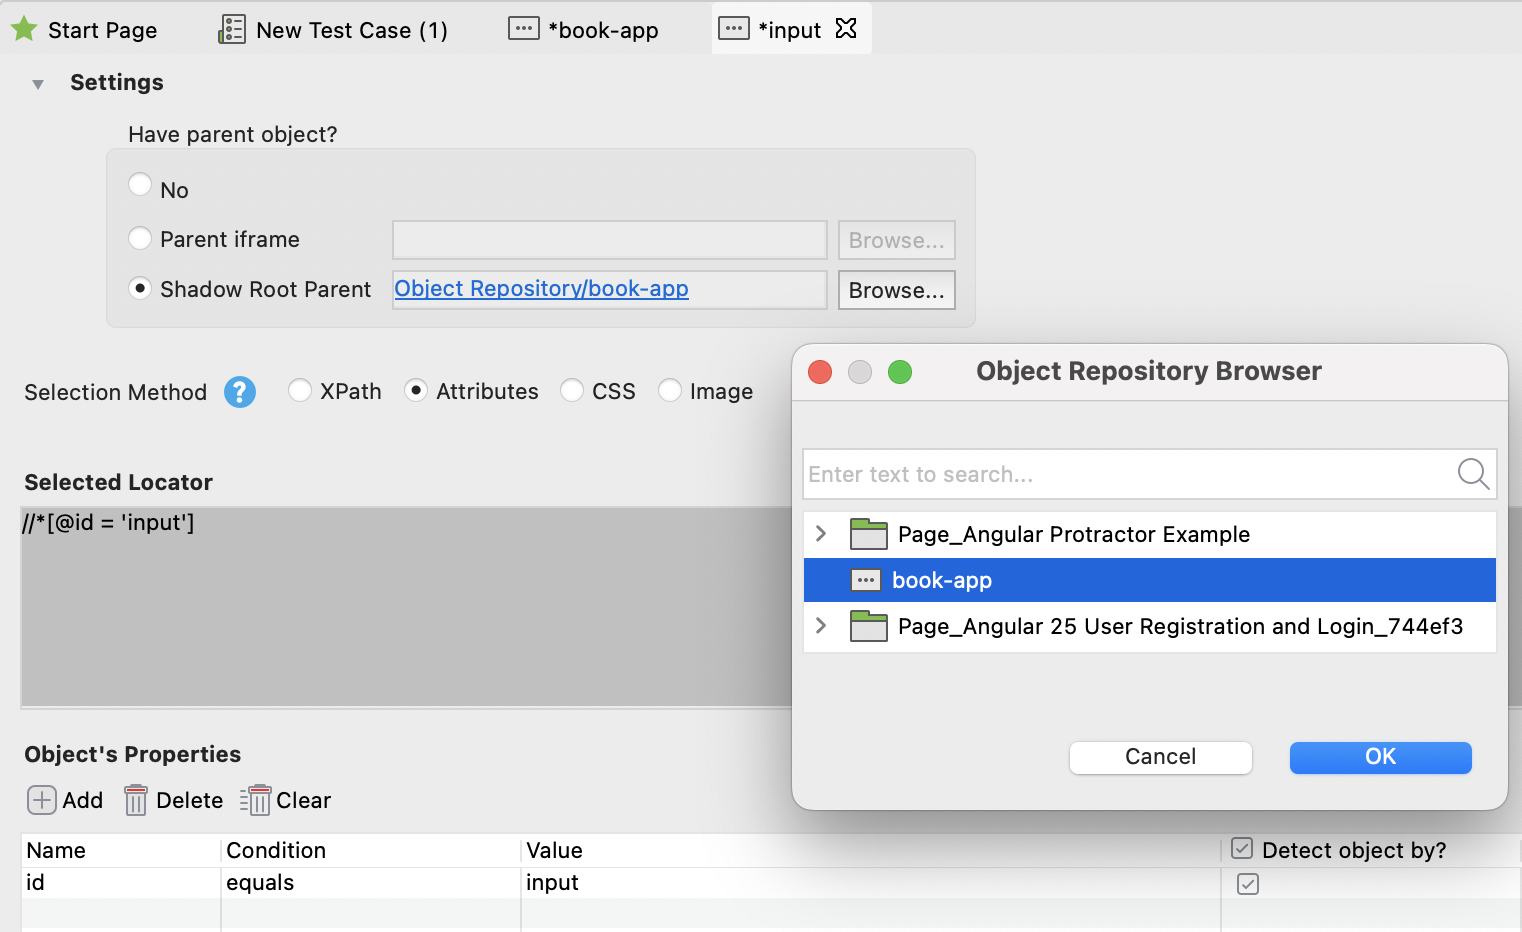 Start Page
New Test Case (1)
*book-app
*input
Settings
Have parent object?
No
Parent iframe
Browse...
Shadow Root Parent
Object Repository/book-app
Browse...
Selection Method
?
XPath
Attributes
CSS
Image
Selected Locator
//*[@id = 'input']
Object Repository Browser
Enter text to search...
Page_Angular Protractor Example
book-app
Page_Angular 25 User Registration and Login_744ef3
Cancel
OK
Object's Properties
Add
Delete
Clear
Name
Condition
Value
Detect object by?
id
equals
input